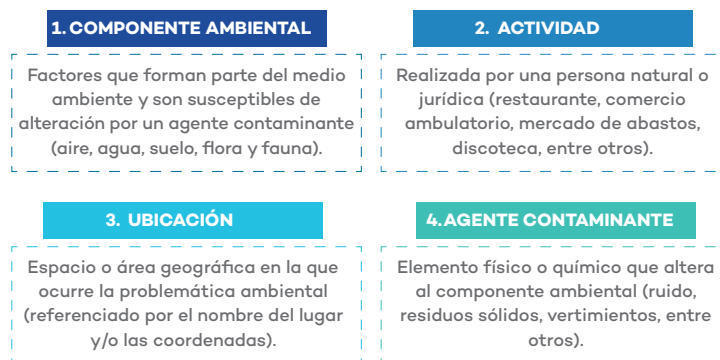 1. COMPONENTE AMBIENTAL
Factores que forman parte del medio
ambiente y son susceptibles de
alteración por un agente contaminante
(aire, agua, suelo, flora y fauna).
2. ACTIVIDAD
Realizada por una persona natural o
jurídica (restaurante, comercio
ambulatorio, mercado de abastos,
discoteca, entre otros).
3. UBICACIÓN
Espacio o área geográfica en la que
ocurre la problemática ambiental
(referenciado por el nombre del lugar
y/o las coordenadas).
4.AGENTE CONTAMINANTE
Elemento físico o químico que altera
al componente ambiental (ruido,
residuos sólidos, vertimientos, entre
otros).